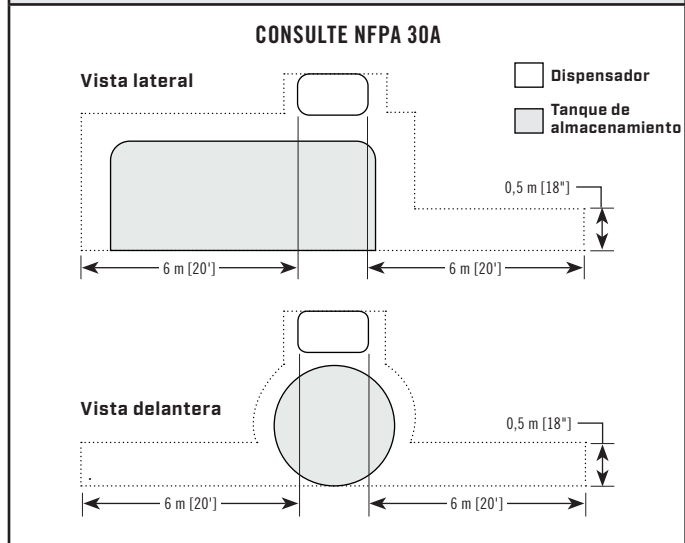 CONSULTE NFPA 30A
Vista lateral
Dispensador
Tanque de
almacenamiento
0,5 m [18"]
6 m [20']
6 m [20']
Vista delantera
0,5 m [18"]
6 m [20']
6 m [20']